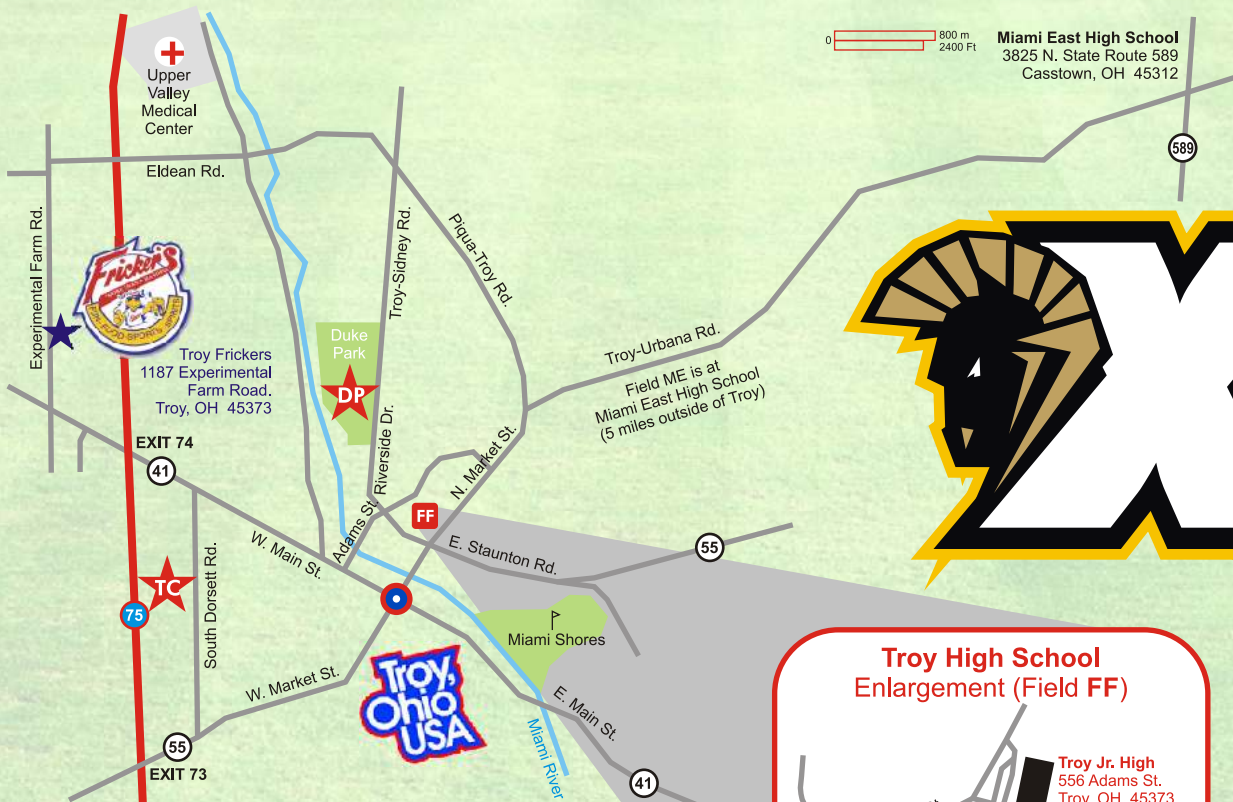 0
800 m
2400 Ft
Miami East High School
3825 N. State Route 589
Casstown, OH 45312
Upper
Valley
Medical
Center
589
Eldean Rd.
Experimental Farm Rd.
Fricker's
Troy-Sidney Rd.
Piqua-Troy Rd.
Duke
Park
DP
Troy Frickers
1187 Experimental
Farm Road.
Troy, OH 45373
Troy-Urbana Rd.
Field ME is at
Miami East High School
(5 miles outside of Troy)
X
EXIT 74
41
Riverside Dr.
N. Market St.
Adams St.
FF
W. Main St.
E. Staunton Rd.
55
TC
75
South Dorsett Rd.
Miami Shores
W. Market St.
Troy,
Ohio
USA
E. Main St.
Miami River
55
EXIT 73
41
Troy High School
Enlargement (Field FF)
Troy Jr. High
556 Adams St.
Troy, OH 45373